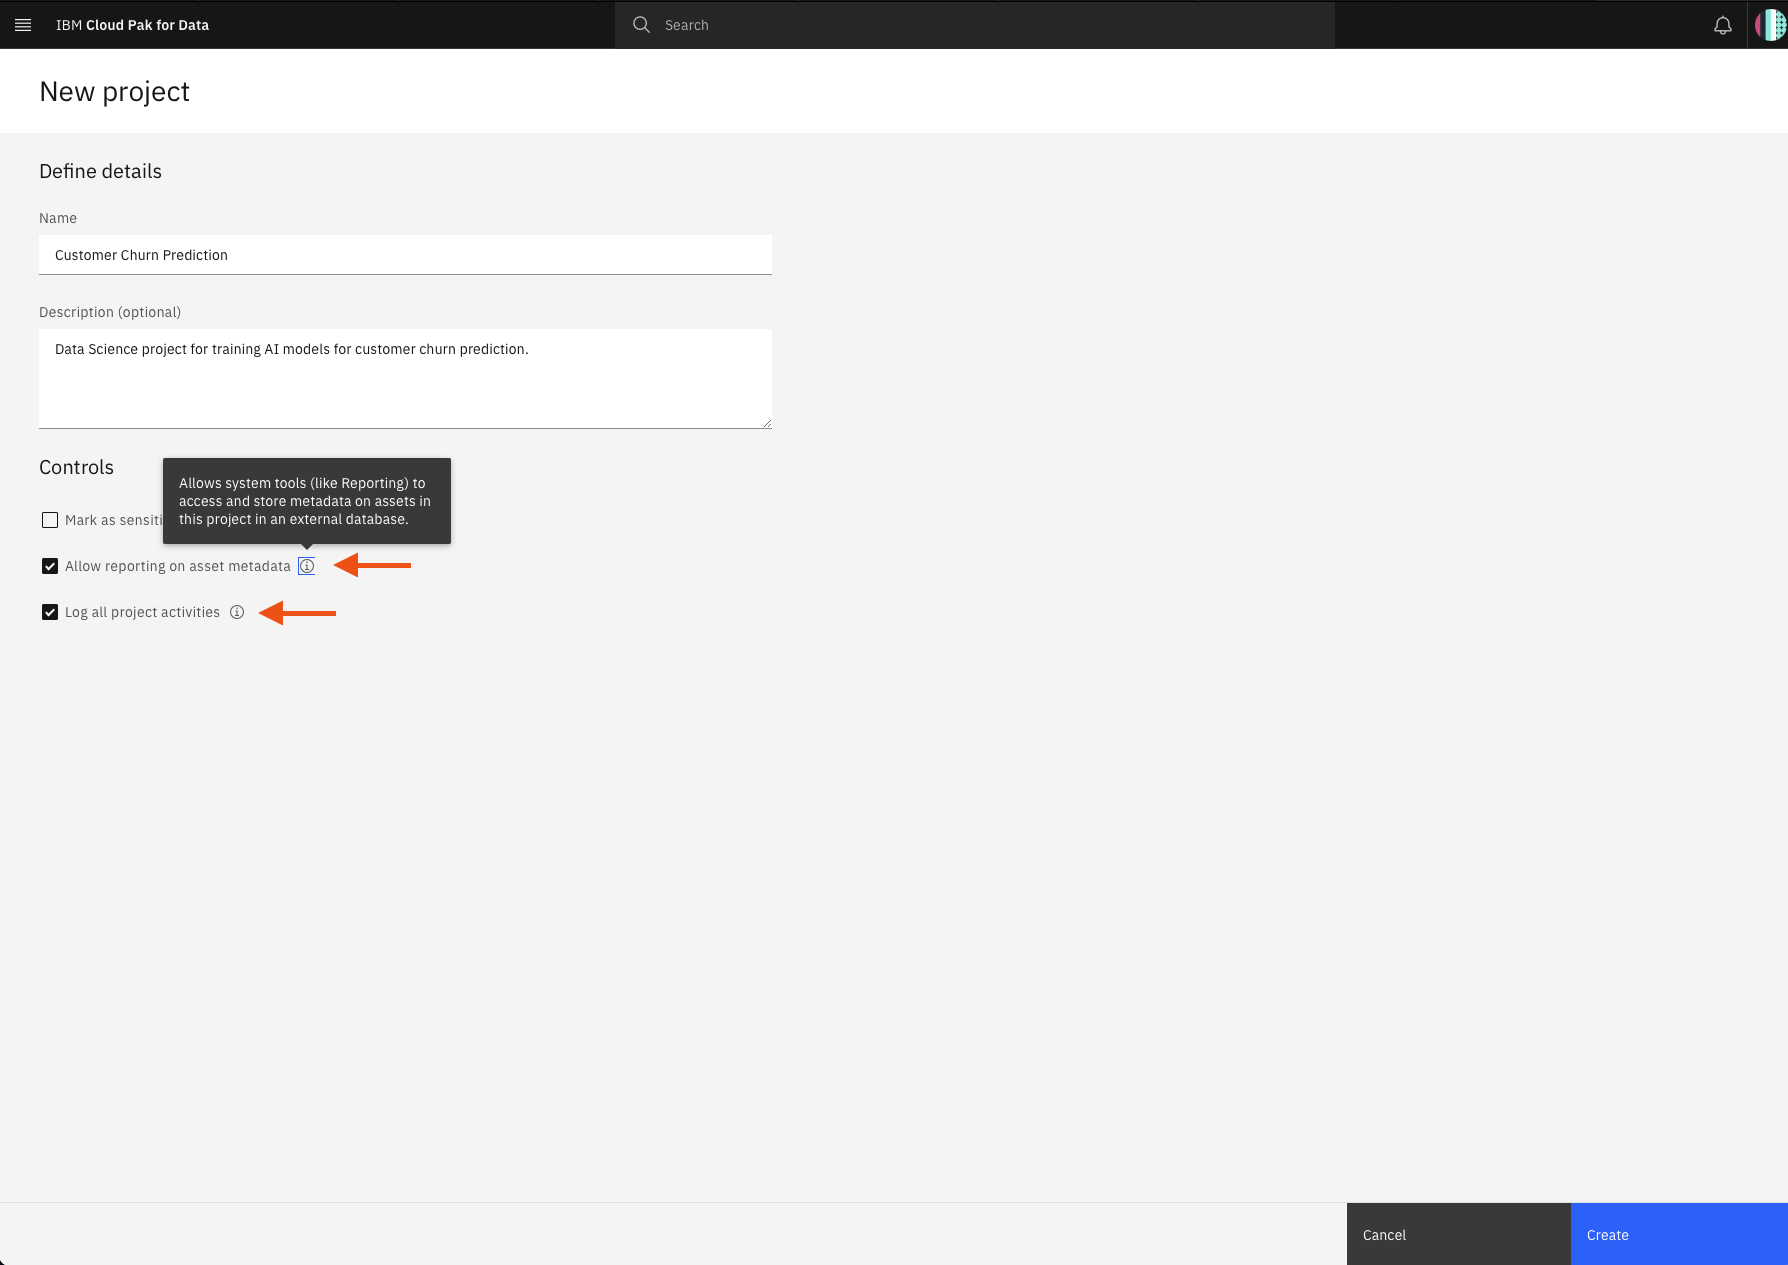 IBM Cloud Pak for Data
Search
New project
Define details
Name
Customer Churn Prediction
Description (optional)
Data Science project for training AI models for customer churn prediction.
Controls
Allows system tools (like Reporting) to
access and store metadata on assets in
this project in an external database.
Mark as sensiti
Allow reporting on asset metadata
Log all project activities
Cancel
Create